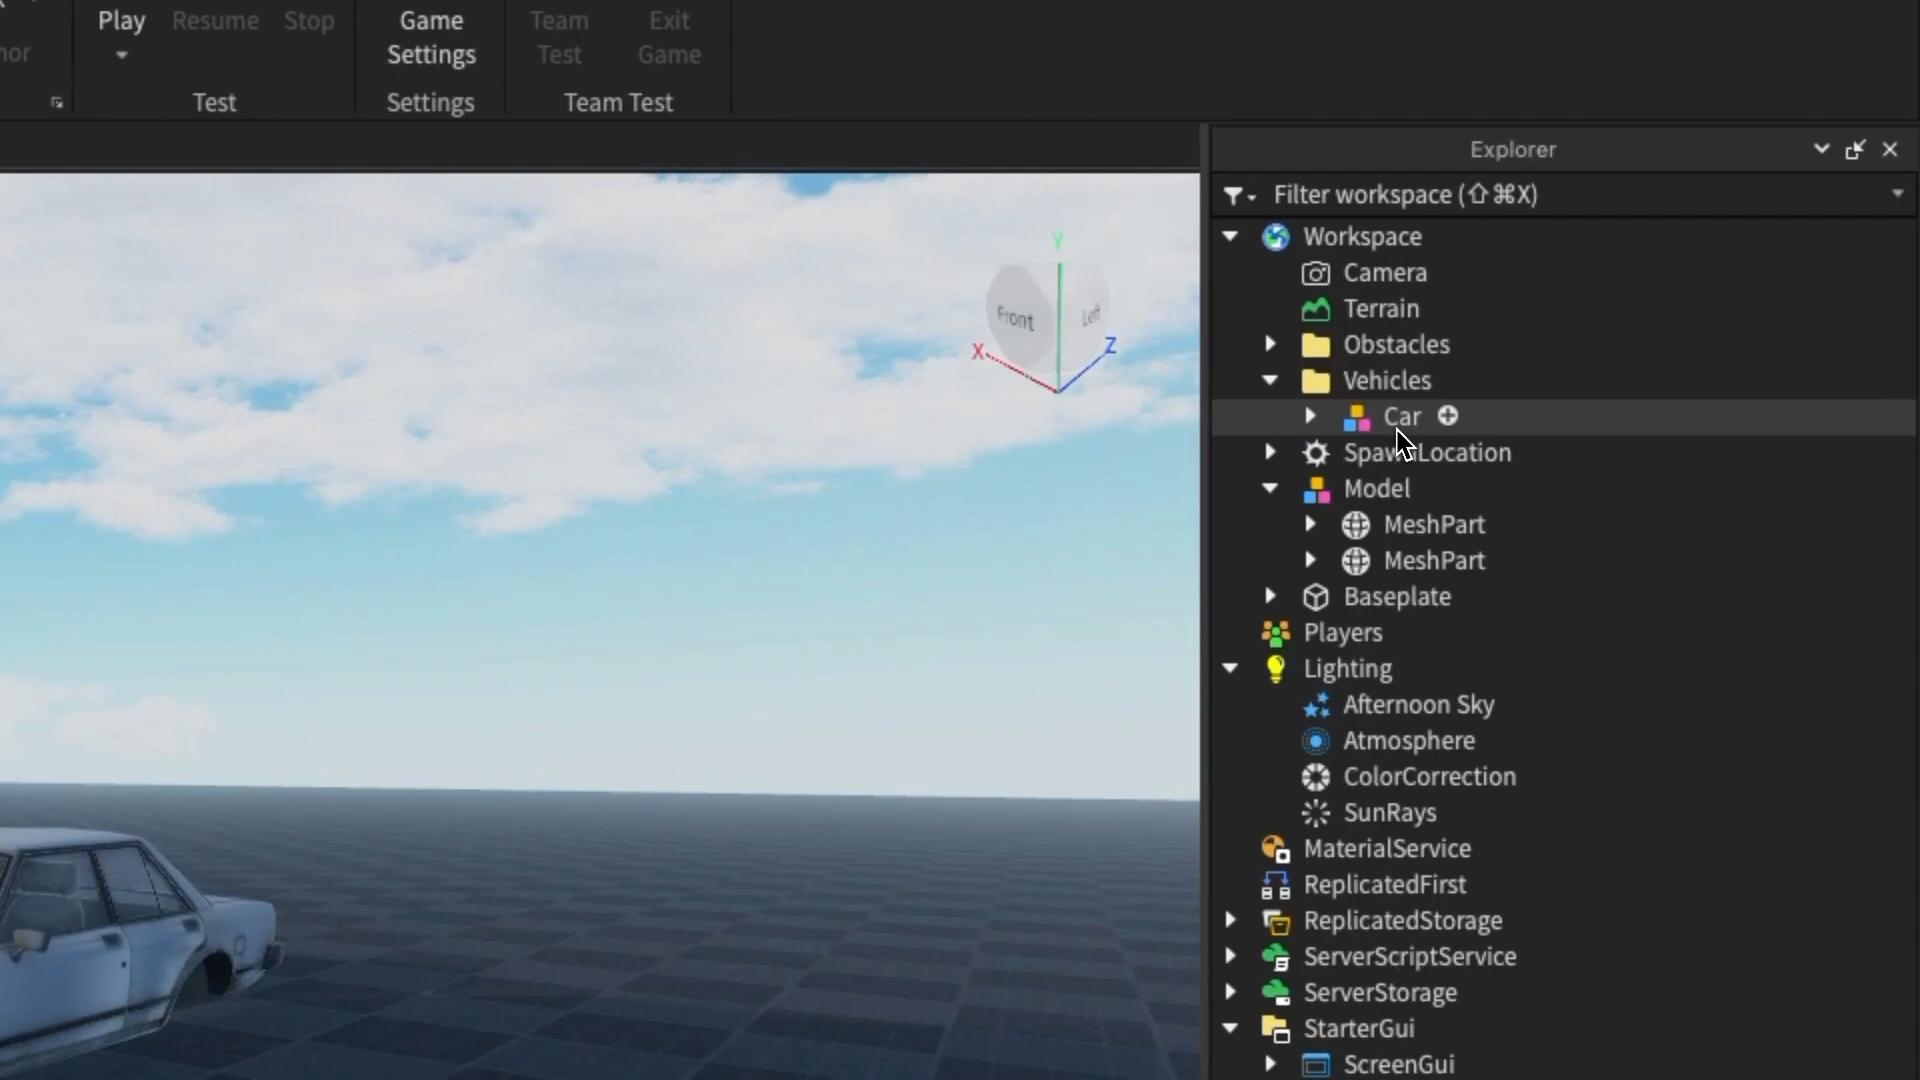 Play
Resume
Stop
Game
Settings
Team
Test
Exit
Game
nor
Test
Settings
Team Test
Explorer
Filter workspace (⇧⌘X)
Y
Front
Left
X
Z
Workspace
Camera
Terrain
Obstacles
Vehicles
Car
SpawnLocation
Model
MeshPart
MeshPart
Baseplate
Players
Lighting
Afternoon Sky
Atmosphere
ColorCorrection
SunRays
MaterialService
ReplicatedFirst
ReplicatedStorage
ServerScriptService
ServerStorage
StarterGui
ScreenGui